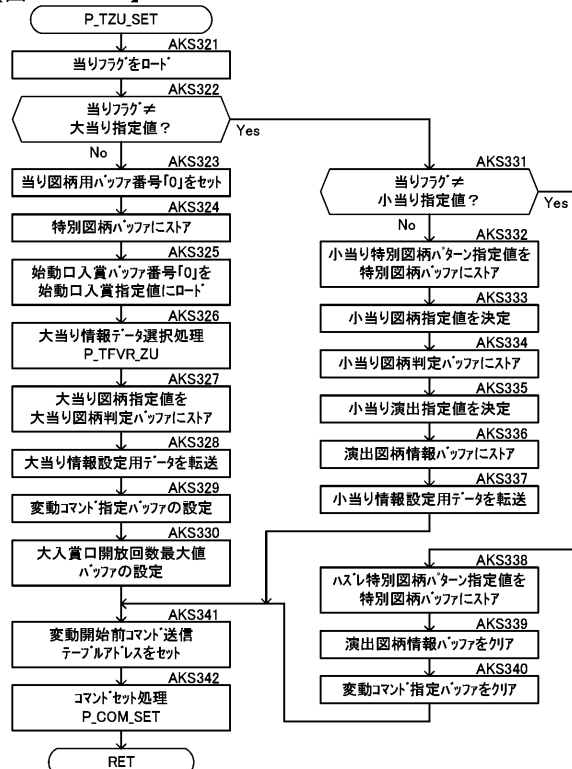 P_TZU_SET
AKS321
当りフラグをロード
AKS322
当りフラグ≠
大当り指定値？
Yes
No
AKS323
当り図柄用バッファ番号「0」をセット
AKS324
特別図柄バッファにストア
AKS325
始動口入賞バッファ番号「0」を
始動口入賞指定値にロード
AKS326
大当り情報データ選択処理
P_TFVR_ZU
AKS327
大当り図柄指定値を
大当り図柄判定バッファにストア
AKS328
大当り情報設定用データを転送
AKS329
変動コマンド指定バッファの設定
AKS330
大入賞口開放回数最大値
バッファの設定
AKS331
当りフラグ≠
小当り指定値？
Yes
No
AKS332
小当り特別図柄パターン指定値を
特別図柄バッファにストア
AKS333
小当り図柄指定値を決定
AKS334
小当り図柄判定バッファにストア
AKS335
小当り演出指定値を決定
AKS336
演出図柄情報バッファにストア
AKS337
小当り情報設定用データを転送
AKS338
ハズレ特別図柄パターン指定値を
特別図柄バッファにストア
AKS339
演出図柄情報バッファをクリア
AKS340
変動コマンド指定バッファをクリア
AKS341
変動開始前コマンド送信
テーブルアドレスをセット
AKS342
コマンドセット処理
P_COM_SET
RET